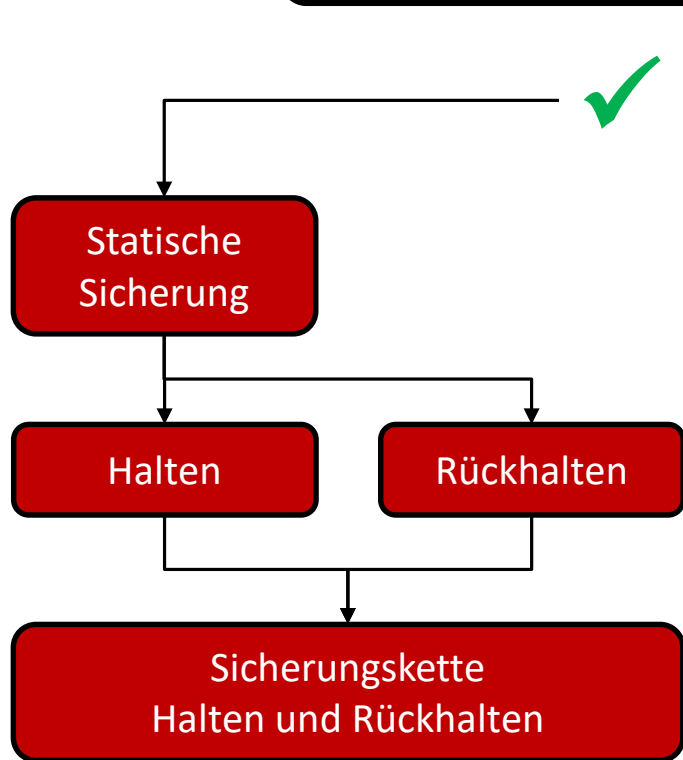 Statische
Sicherung
Halten
Rückhalten
Sicherungskette
Halten und Rückhalten